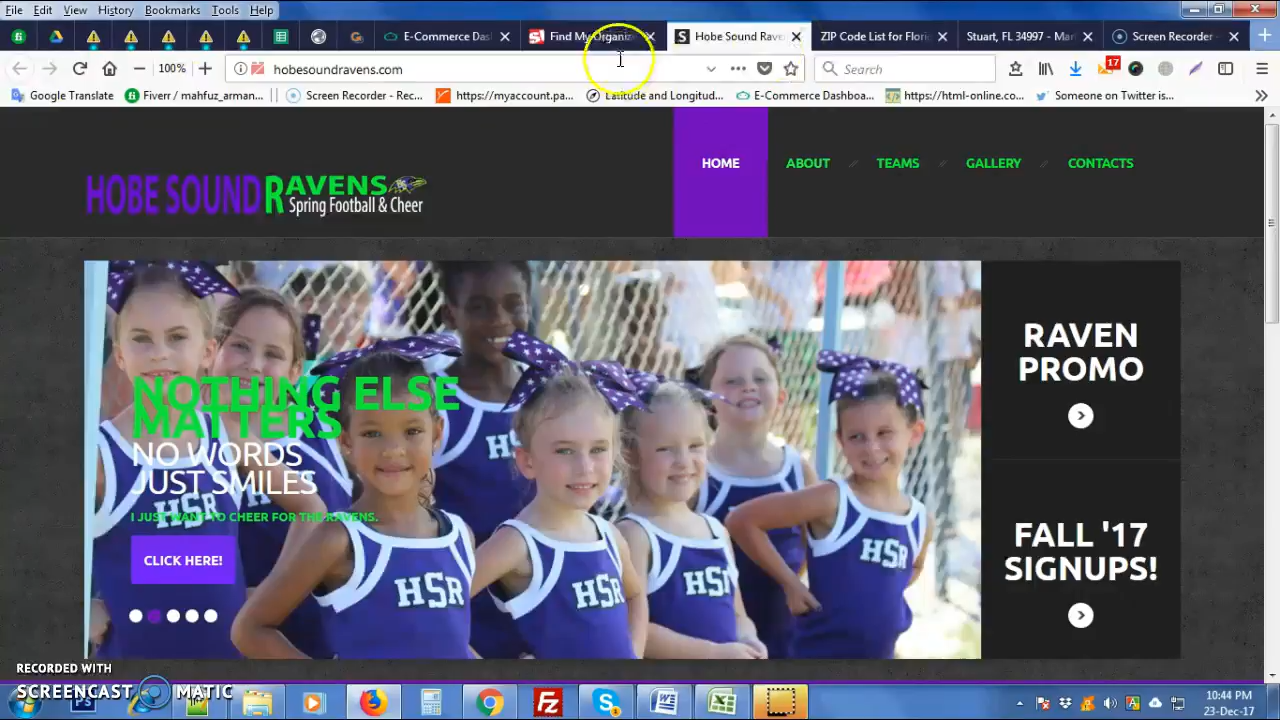 File Edit View History Bookmarks Tools Help
E-Commerce Das Find My Organiz Hobe Sound Rav ZIP Code List for Flori Stuart, FL 34997 - Mar Screen Recorder -
100% hobesoundravens.com Search 17
Google Translate Fiverr / mahfuz_arman... Screen Recorder - Rec... https://myaccount.pa... Latitude and Longitud... E-Commerce Dashboa... https://html-online.co... Someone on Twitter is...
HOME ABOUT // TEAMS // GALLERY // CONTACTS
HOBE SOUND RAVENS
Spring Football & Cheer
NOTHING ELSE
MATTERS
NO WORDS
JUST SMILES
I JUST WANT TO CHEER FOR THE RAVENS.
CLICK HERE!
HSR
HSR
HSR
HSR
RAVEN
PROMO
FALL '17
SIGNUPS!
RECORDED WITH
SCREENCAST MATIC
10:44 PM
23-Dec-17